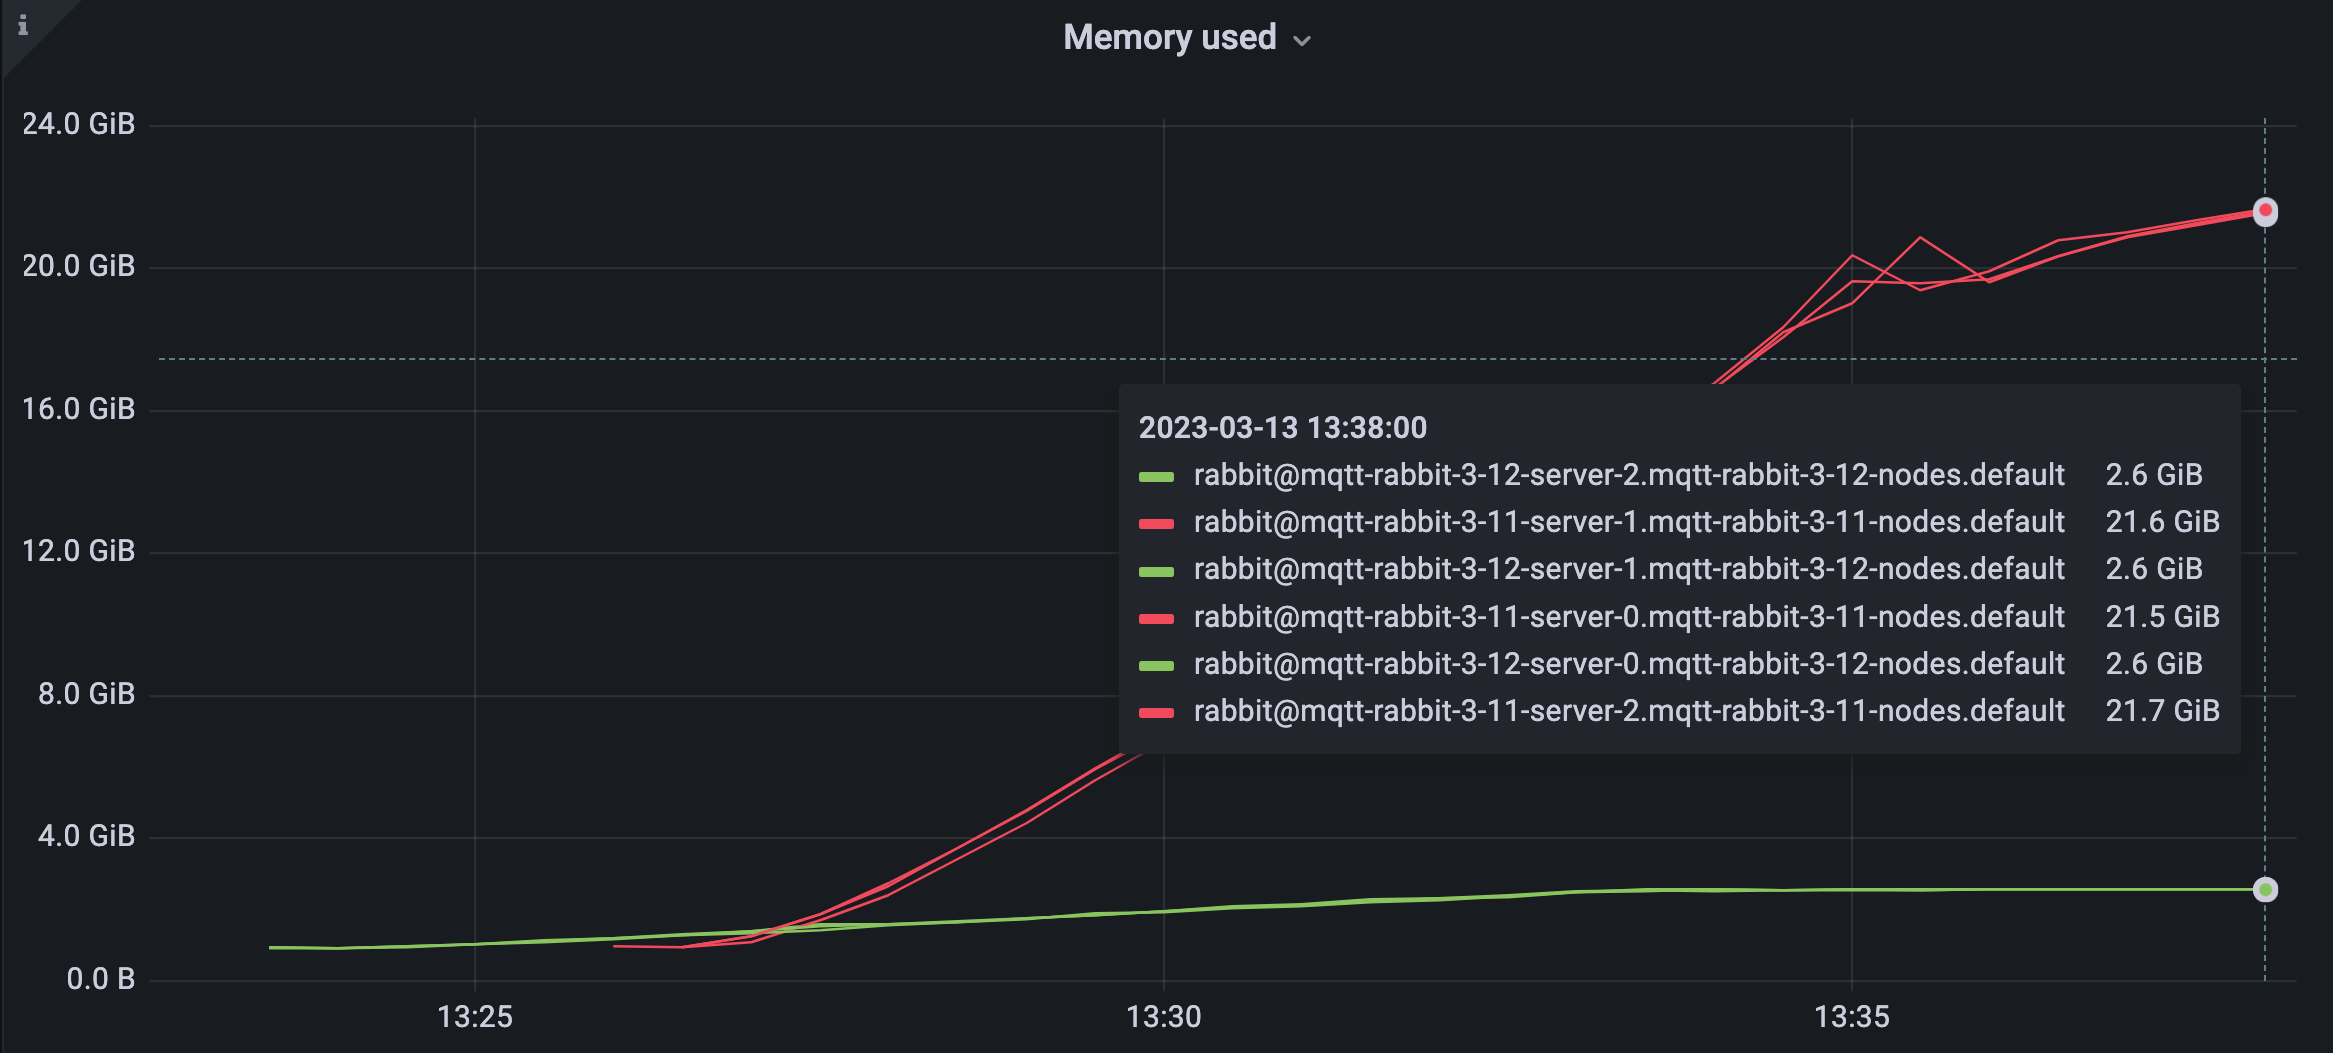 i
Memory used
24.0 GiB
20.0 GiB
16.0 GiB
12.0 GiB
8.0 GiB
4.0 GiB
0.0 B
2023-03-13 13:38:00
rabbit@mqtt-rabbit-3-12-server-2.mqtt-rabbit-3-12-nodes.default 2.6 GiB
rabbit@mqtt-rabbit-3-11-server-1.mqtt-rabbit-3-11-nodes.default 21.6 GiB
rabbit@mqtt-rabbit-3-12-server-1.mqtt-rabbit-3-12-nodes.default 2.6 GiB
rabbit@mqtt-rabbit-3-11-server-0.mqtt-rabbit-3-11-nodes.default 21.5 GiB
rabbit@mqtt-rabbit-3-12-server-0.mqtt-rabbit-3-12-nodes.default 2.6 GiB
rabbit@mqtt-rabbit-3-11-server-2.mqtt-rabbit-3-11-nodes.default 21.7 GiB
13:25 13:30 13:35